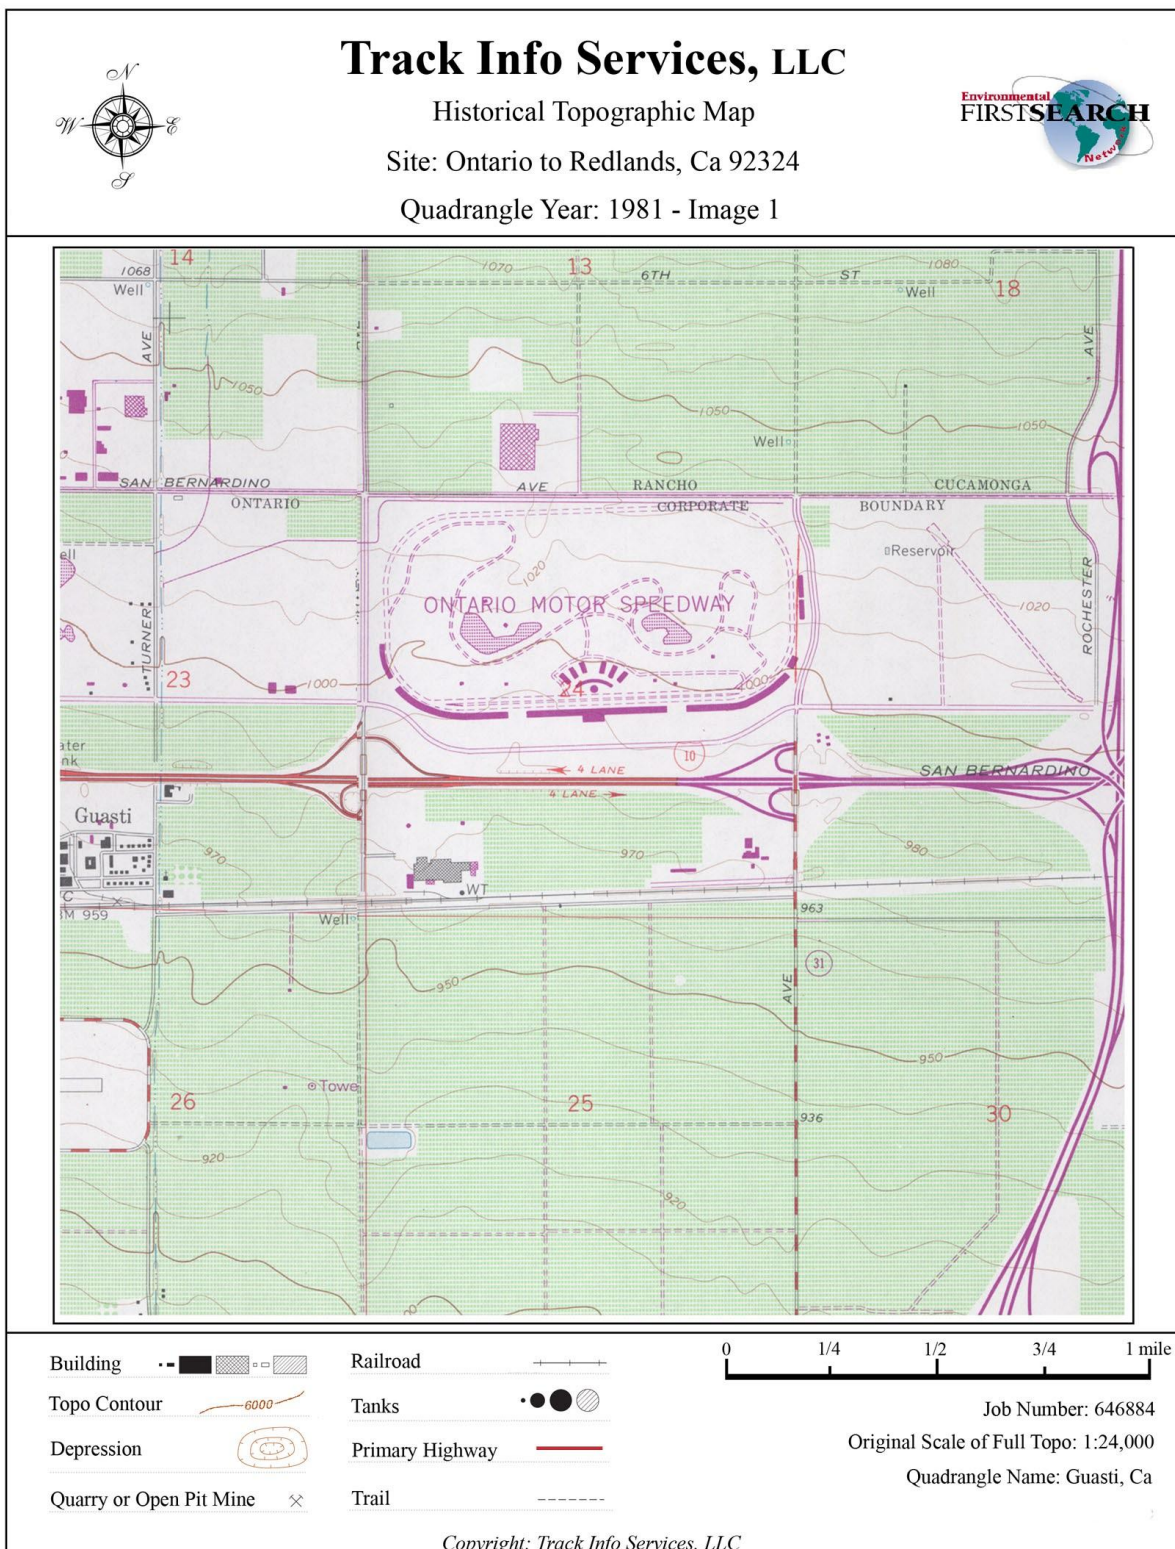 Track Info Services, LLC
Historical Topographic Map
Site: Ontario to Redlands, Ca 92324
Quadrangle Year: 1981 - Image 1
N
W E
S
Environmental
FIRSTSEARCH
Network
14
1068
Well
1070
13
6TH ST
1080
Well
18
AVE
AVE
1050
1050
Well
1050
SAN BERNARDINO AVE
RANCHO CUCAMONGA
ONTARIO
CORPORATE BOUNDARY
Reservoir
1020
ONTARIO MOTOR SPEEDWAY
1020
TURNER
ROCHESTER
23
1000
24
1000
10
4 LANE
4 LANE
SAN BERNARDINO
Guasti
970
970
980
WT
BM 959
Well
963
31
AVE
950
950
26
25
30
936
920
920
Building
Topo Contour
6000
Depression
Quarry or Open Pit Mine
Railroad
Tanks
Primary Highway
Trail
0 1/4 1/2 3/4 1 mile
Job Number: 646884
Original Scale of Full Topo: 1:24,000
Quadrangle Name: Guasti, Ca
Copyright: Track Info Services, LLC